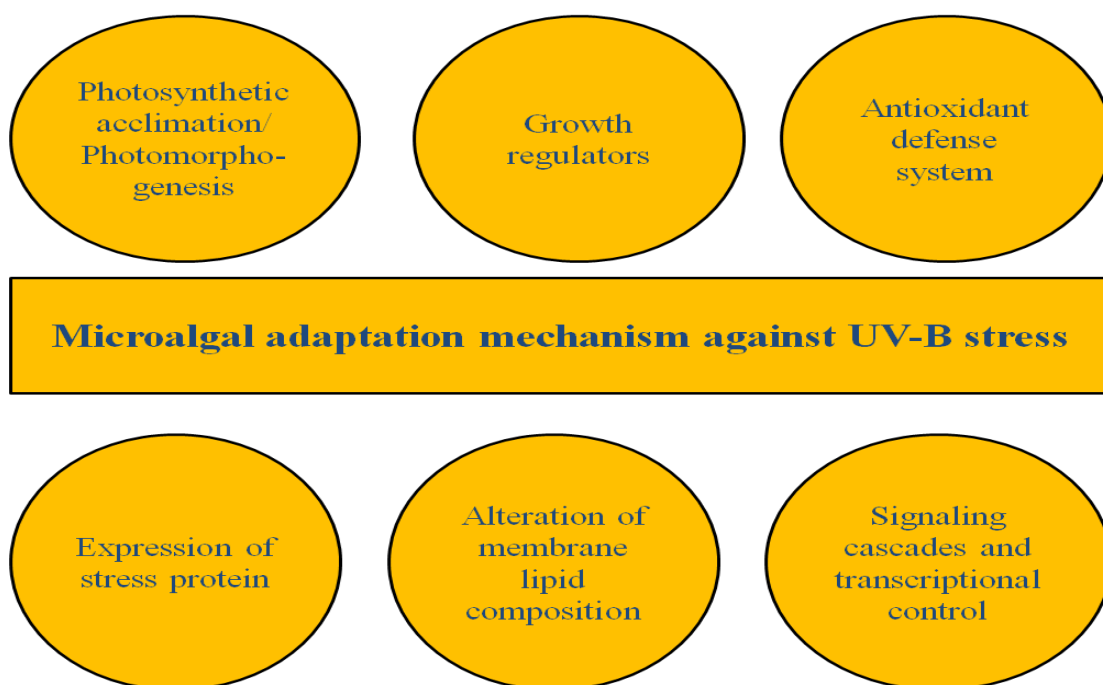 Photosynthetic
acclimation/
Photomorpho-
genesis
Growth
regulators
Antioxidant
defense
system
Microalgal adaptation mechanism against UV-B stress
Expression of
stress protein
Alteration of
membrane
lipid
composition
Signaling
cascades and
transcriptional
control